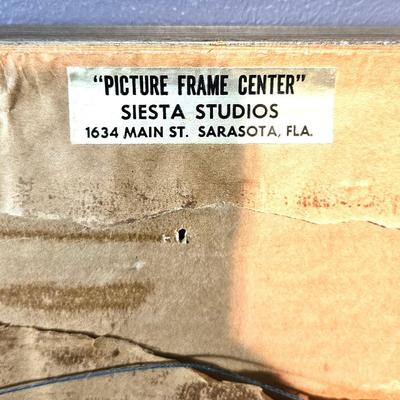 "PICTURE FRAME CENTER"
SIESTA STUDIOS
1634 MAIN ST. SARASOTA, FLA.